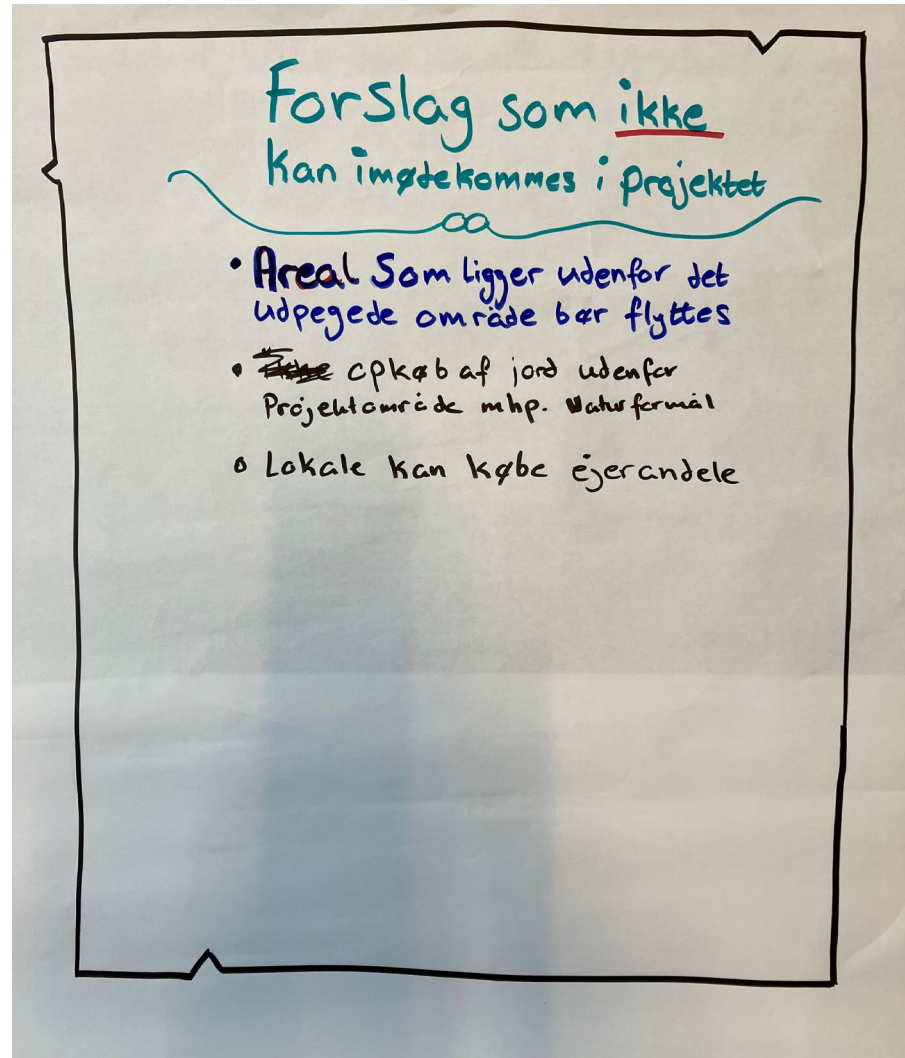 Forslag som ikke
kan imødekommes i projektet
• Areal Som ligger udenfor det
udpegede område bør flyttes
• opkøb af jord udenfor
Projektområde mhp. Naturformål
• Lokale kan købe ejerandele